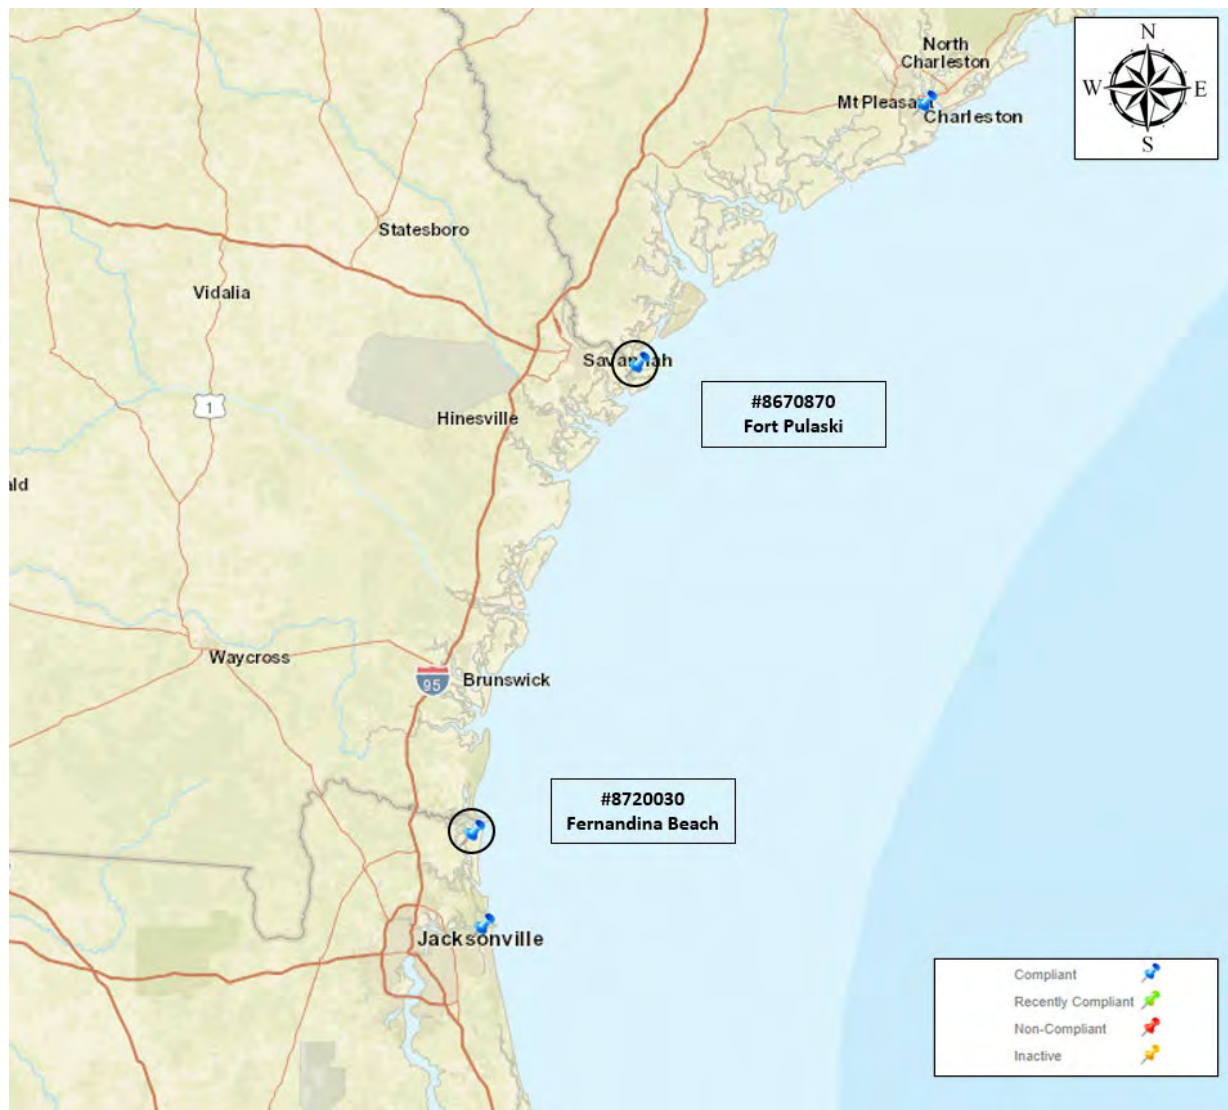 North
Charleston
N
W
E
S
Mt Pleasant
Charleston
Statesboro
Vidalia
Savannah
#8670870
Fort Pulaski
1
Hinesville
ald
Waycross
95
Brunswick
#8720030
Fernandina Beach
Jacksonville
Compliant
Recently Compliant
Non-Compliant
Inactive